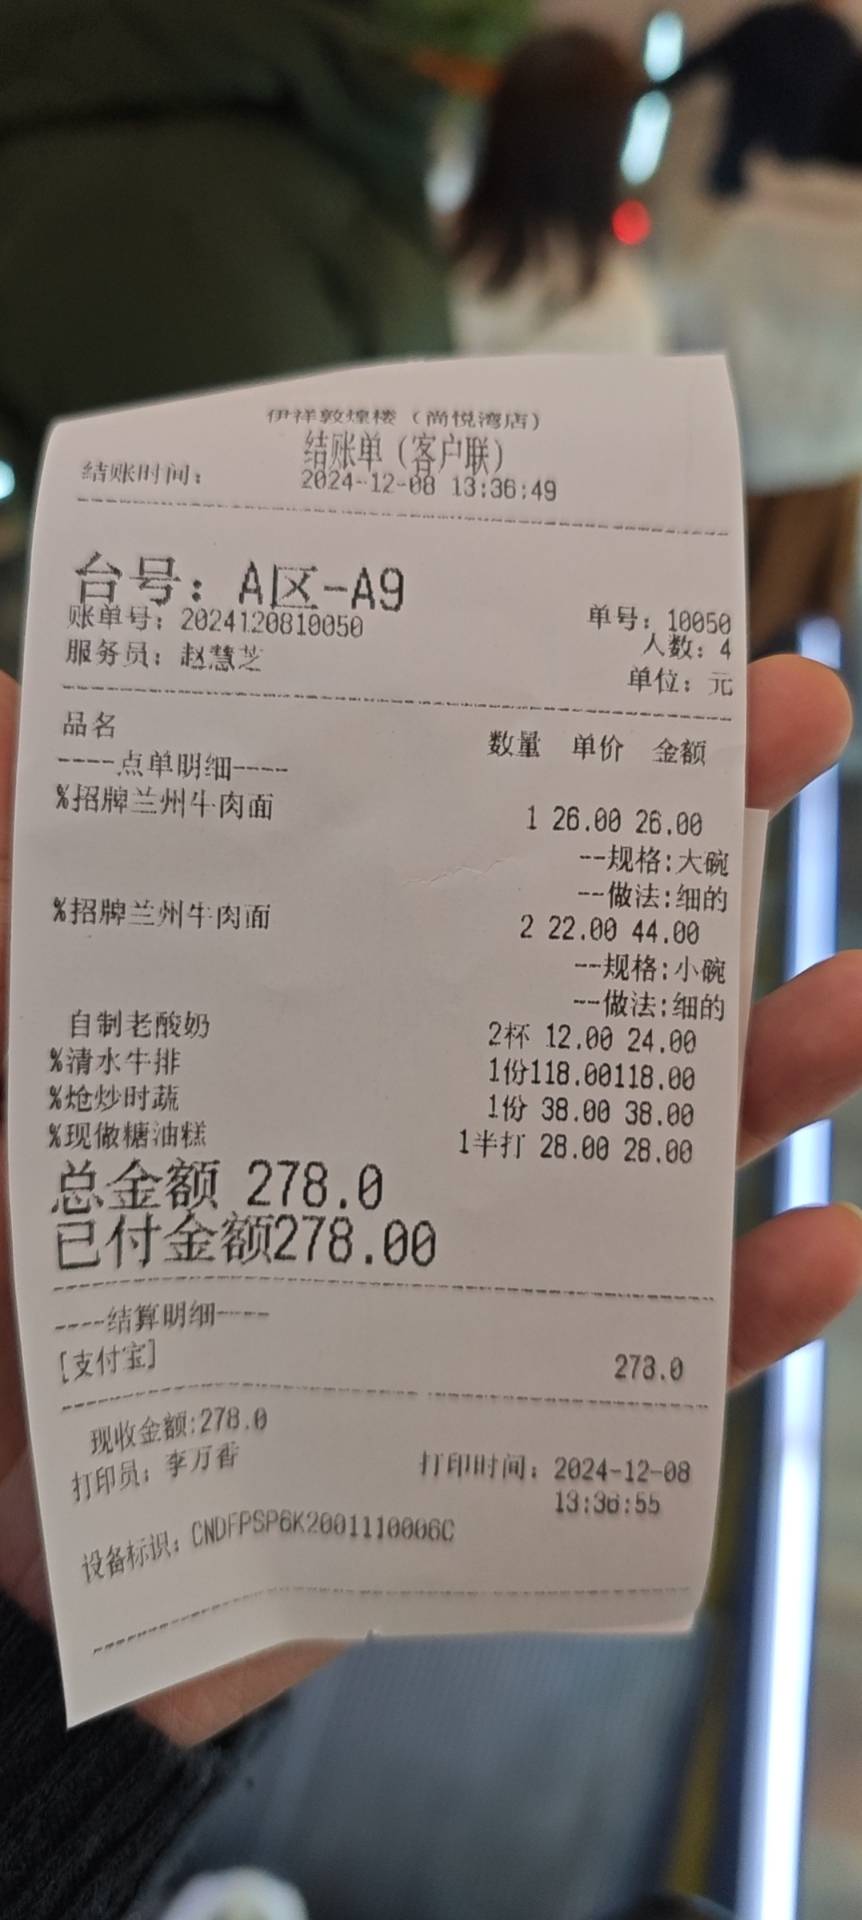 伊祥敦煌楼（尚悦湾店）
结账单（客户联）
结账时间： 2024-12-08 13:36:49
台号：A区-A9
账单号：2024120810050 单号：10050
人数：4
服务员：赵慧芝 单位：元
品名 数量 单价 金额
----点单明细----
%招牌兰州牛肉面 1 26.00 26.00
--规格:大碗
--做法:细的
%招牌兰州牛肉面 2 22.00 44.00
--规格:小碗
--做法:细的
自制老酸奶 2杯 12.00 24.00
%清水牛排 1份118.00118.00
%炝炒时蔬 1份 38.00 38.00
%现做糖油糕 1半打 28.00 28.00
总金额 278.0
已付金额278.00
----结算明细----
[支付宝] 278.0
现收金额:278.0
打印员：李万香 打印时间：2024-12-08
13:36:55
设备标识：CNDFPSP6K2001110006C